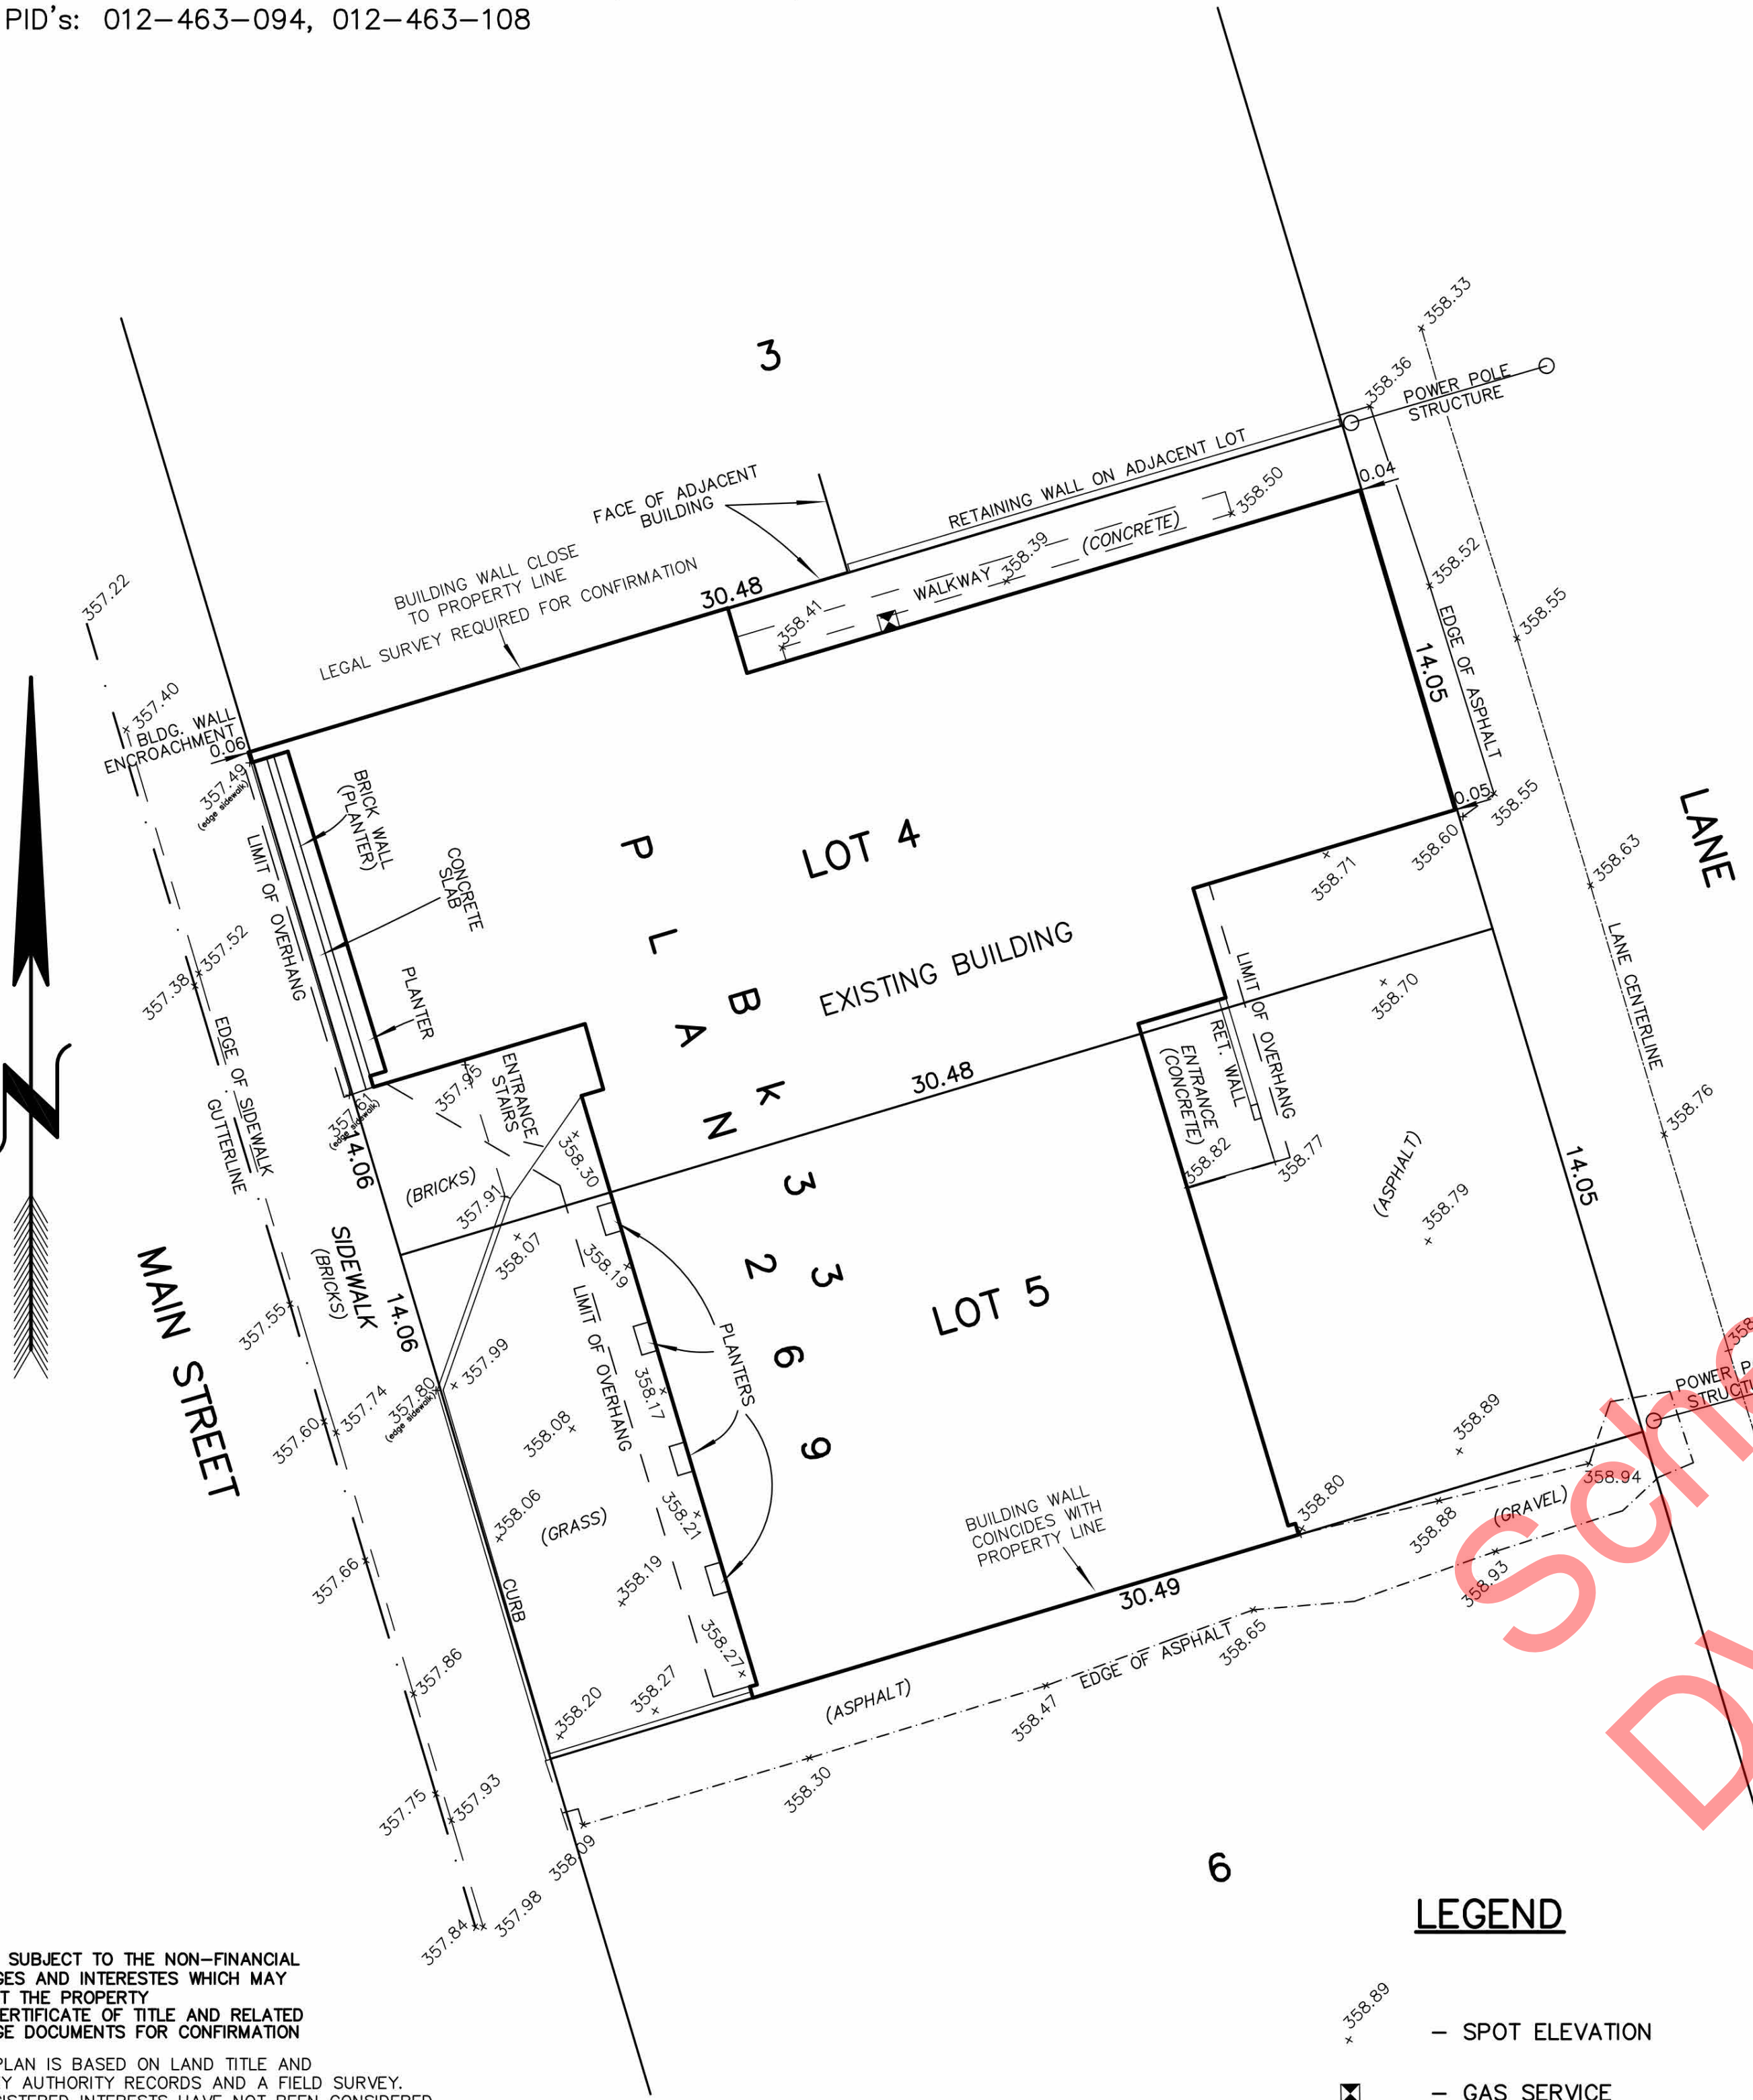 PID's: 012-463-094, 012-463-108
3
358.33
358.36
POWER POLE
STRUCTURE
0.04
RETAINING WALL ON ADJACENT LOT
FACE OF ADJACENT
BUILDING
358.50
(CONCRETE)
358.39
WALKWAY
358.41
BUILDING WALL CLOSE
TO PROPERTY LINE
LEGAL SURVEY REQUIRED FOR CONFIRMATION
30.48
357.22
357.40
BLDG. WALL
ENCROACHMENT
0.06
357.49
(edge sidewalk)
358.52
358.55
EDGE OF ASPHALT
14.05
0.05
358.55
358.60
358.71
358.63
LANE
BRICK WALL
(PLANTER)
CONCRETE
SLAB
LIMIT OF OVERHANG
PLANTER
LOT 4
EXISTING BUILDING
PLAN 3269
BK 33
357.52
357.38
EDGE OF SIDEWALK
GUTTERLINE
357.61
(edge sidewalk)
14.06
357.95
ENTRANCE
STAIRS
358.30
(BRICKS)
357.91
358.07
30.48
LIMIT OF OVERHANG
RET. WALL
ENTRANCE
(CONCRETE)
358.82
358.77
358.70
LANE CENTERLINE
358.76
(ASPHALT)
358.79
14.05
MAIN STREET
SIDEWALK
(BRICKS)
14.06
357.55
357.60
357.74
357.80
(edge sidewalk)
357.99
358.19
LIMIT OF OVERHANG
358.17
PLANTERS
LOT 5
358.08
358.06
(GRASS)
358.21
358.19
358.27
358.27
358.20
CURB
357.66
357.86
357.75
357.93
357.84
357.98
358.09
BUILDING WALL
COINCIDES WITH
PROPERTY LINE
30.49
358.80
358.89
358.88
358.94
(GRAVEL)
358.93
358.65
EDGE OF ASPHALT
358.47
(ASPHALT)
358.30
POWER P
STRUCTU
358
Sche
6
LEGEND
358.89
– SPOT ELEVATION
– GAS SERVICE
SUBJECT TO THE NON-FINANCIAL
GES AND INTERESTES WHICH MAY
T THE PROPERTY
ERTIFICATE OF TITLE AND RELATED
GE DOCUMENTS FOR CONFIRMATION
PLAN IS BASED ON LAND TITLE AND
Y AUTHORITY RECORDS AND A FIELD SURVEY.
ISTERED INTERESTS HAVE NOT BEEN CONSIDERED